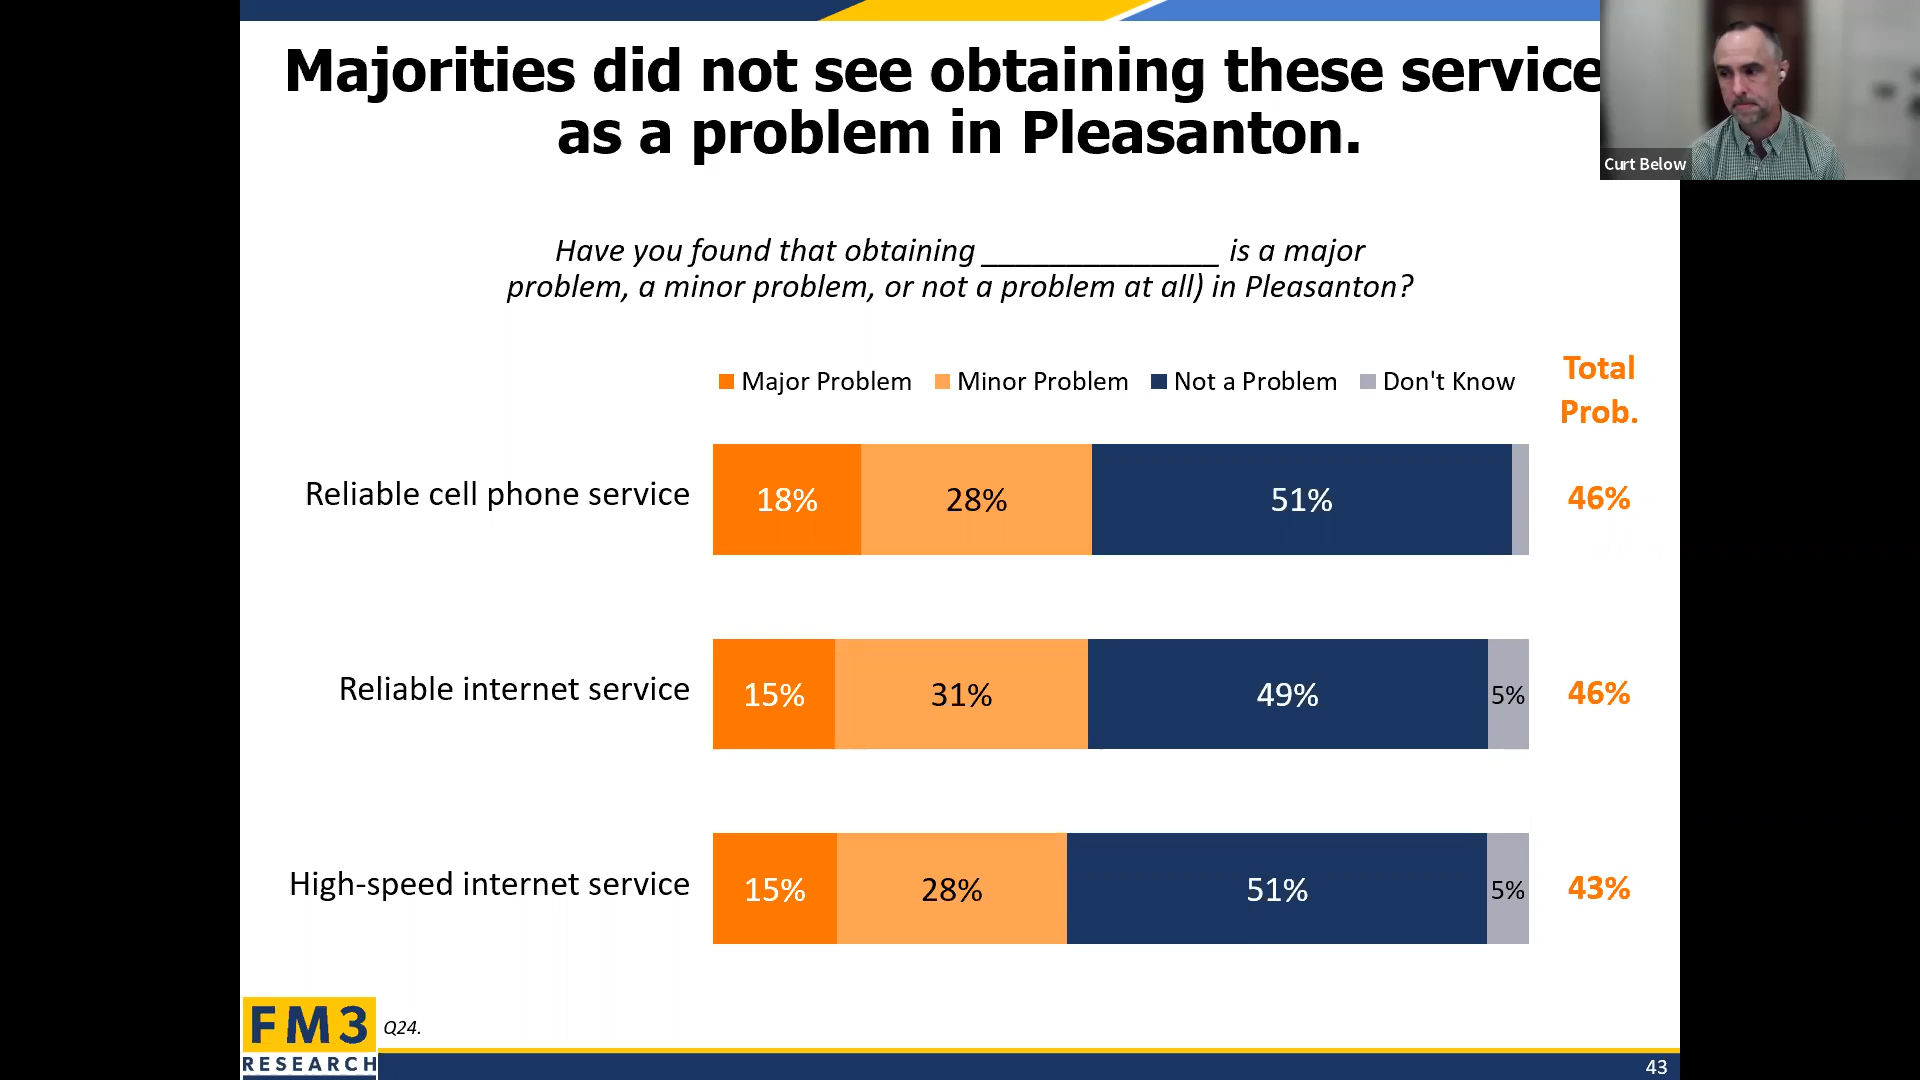 Majorities did not see obtaining these service
as a problem in Pleasanton.
Curt Below
Have you found that obtaining ______________ is a major
problem, a minor problem, or not a problem at all) in Pleasanton?
Major Problem Minor Problem Not a Problem Don't Know
Total
Prob.
Reliable cell phone service 18% 28% 51% 46%
Reliable internet service 15% 31% 49% 5% 46%
High-speed internet service 15% 28% 51% 5% 43%
FM3
RESEARCH
Q24.
43